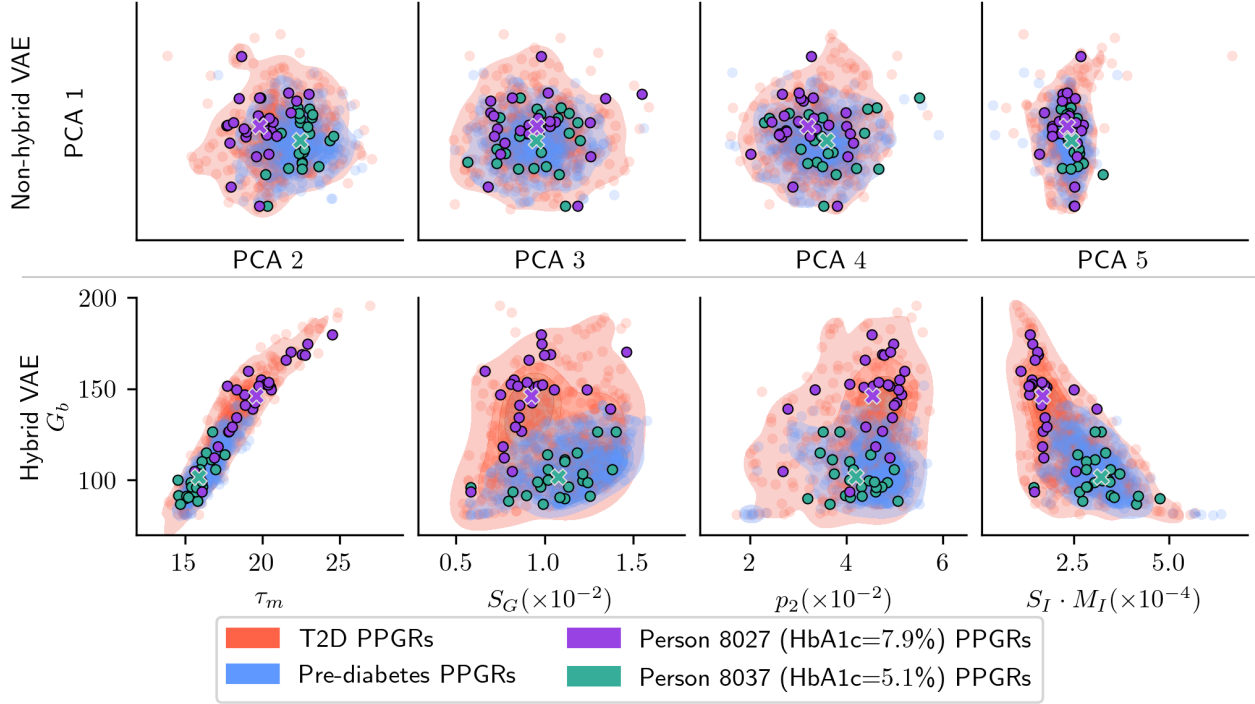 Non-hybrid VAE
PCA 1
PCA 2
PCA 3
PCA 4
PCA 5
Hybrid VAE
G_b
200
150
100
15 20 25
0.5 1.0 1.5
2 4 6
2.5 5.0
τ_m
S_G(×10⁻²)
p₂(×10⁻²)
S_I · M_I(×10⁻⁴)
T2D PPGRs
Pre-diabetes PPGRs
Person 8027 (HbA1c=7.9%) PPGRs
Person 8037 (HbA1c=5.1%) PPGRs